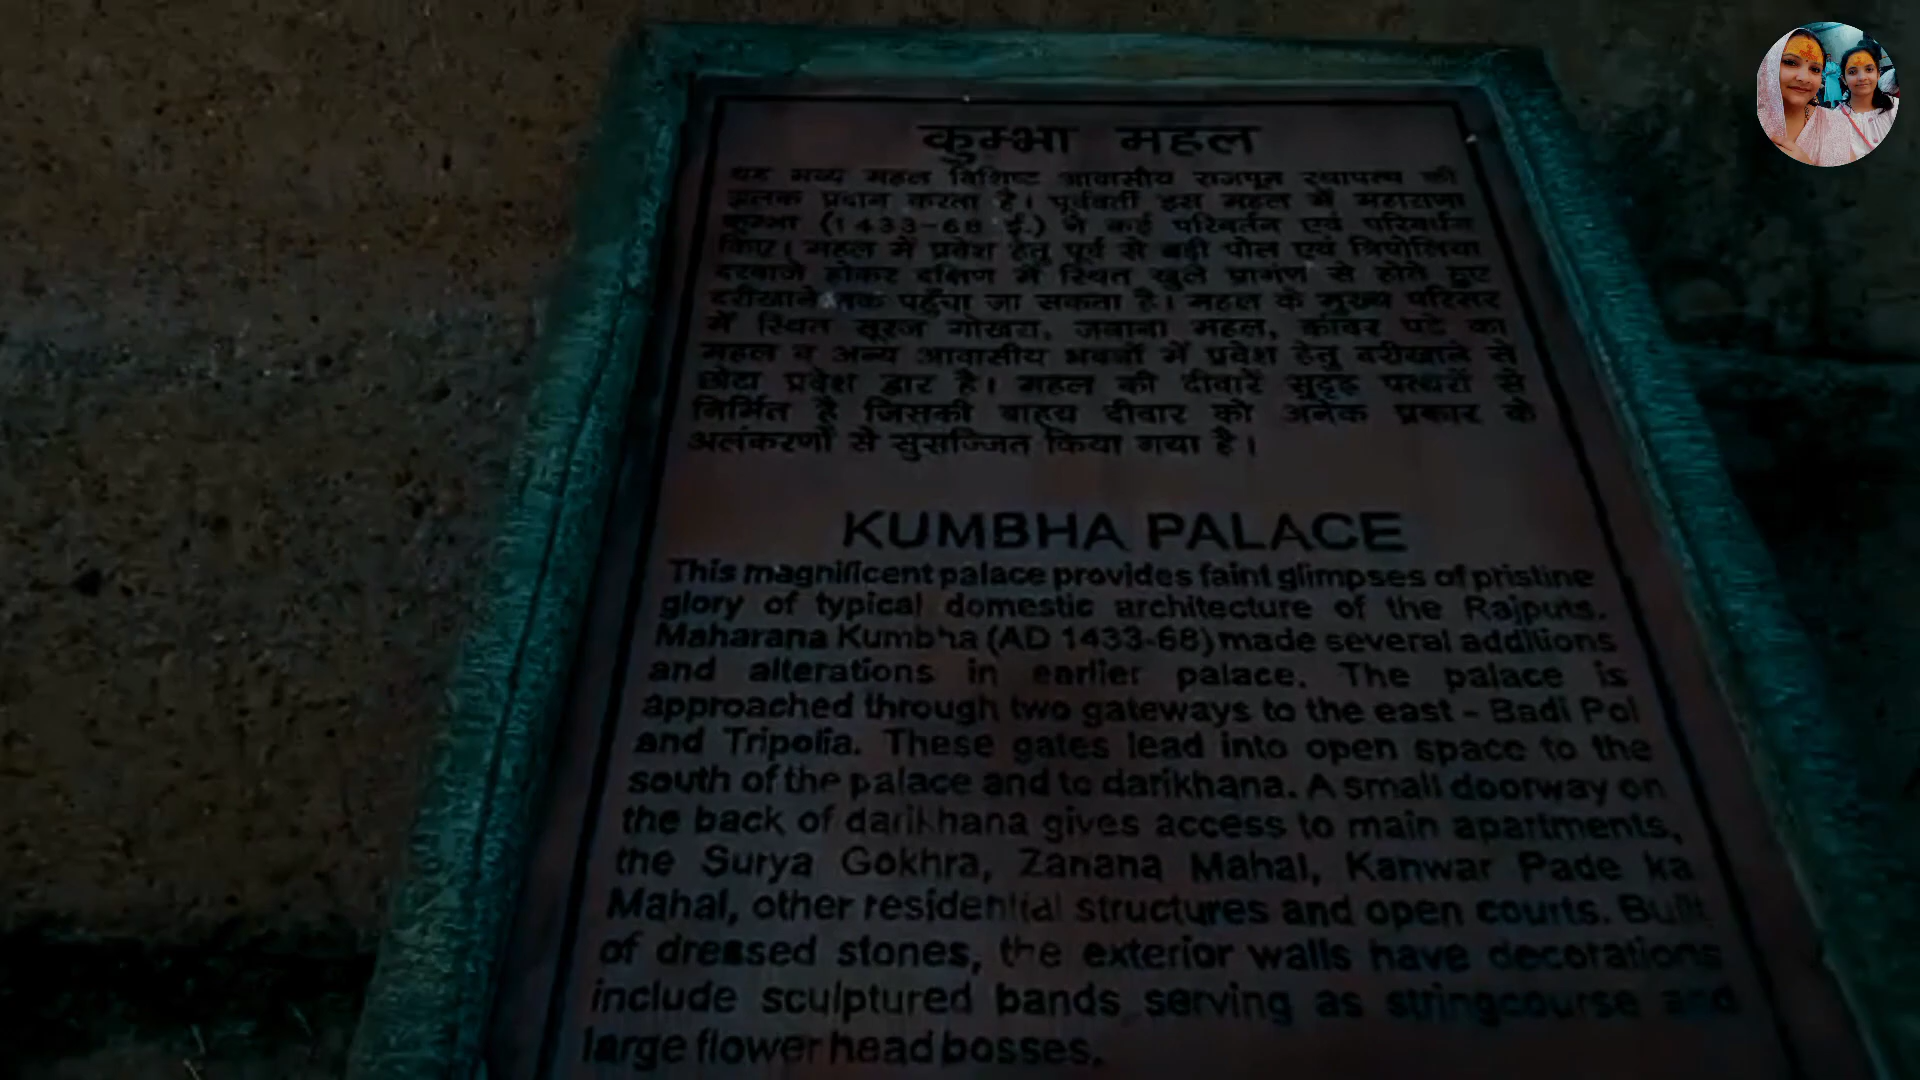 कुम्भा महल
यह भव्य महल विशिष्ट आवासीय राजपूत स्थापत्य की
झलक प्रदान करता है। पूर्ववर्ती इस महल में महाराणा
कुम्भा (1433-68 ई.) ने कई परिवर्तन एवं परिवर्धन
किए। महल में प्रवेश हेतु पूर्व से बड़ी पोल एवं त्रिपोलिया
दरवाजे होकर दक्षिण में स्थित खुले प्रागंण से होते हुए
दरीखाने तक पहुँचा जा सकता है। महल के मुख्य परिसर
में स्थित सूरज गोखरा, जनाना महल, कांवर पदे का
महल व अन्य आवासीय भवनों में प्रवेश हेतु दरीखाने से
छोटा प्रवेश द्वार है। महल की दीवारें सुदृढ़ पत्थरों से
निर्मित है जिसकी बाह्य दीवार को अनेक प्रकार के
अलंकरणों से सुसज्जित किया गया है।
KUMBHA PALACE
This magnificent palace provides faint glimpses of pristine
glory of typical domestic architecture of the Rajputs.
Maharana Kumbha (AD 1433-68) made several additions
and alterations in earlier palace. The palace is
approached through two gateways to the east - Badi Pol
and Tripolia. These gates lead into open space to the
south of the palace and to darikhana. A small doorway on
the back of darikhana gives access to main apartments,
the Surya Gokhra, Zanana Mahal, Kanwar Pade ka
Mahal, other residential structures and open courts. Built
of dressed stones, the exterior walls have decorations
include sculptured bands serving as stringcourse and
large flower head bosses.